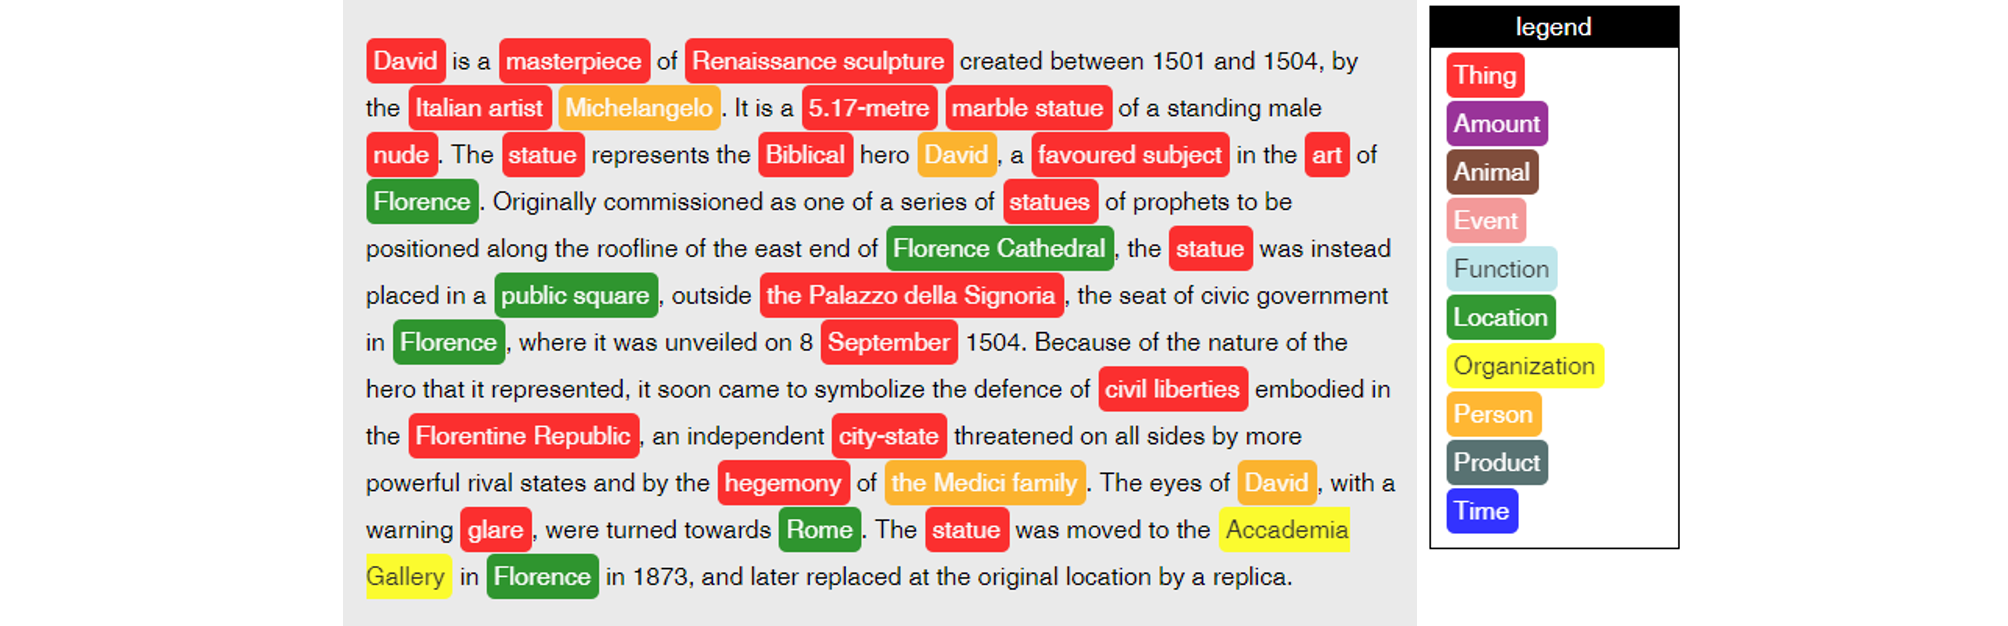 David is a masterpiece of Renaissance sculpture created between 1501 and 1504, by
the Italian artist Michelangelo. It is a 5.17-metre marble statue of a standing male
nude. The statue represents the Biblical hero David, a favoured subject in the art of
Florence. Originally commissioned as one of a series of statues of prophets to be
positioned along the roofline of the east end of Florence Cathedral, the statue was instead
placed in a public square, outside the Palazzo della Signoria, the seat of civic government
in Florence, where it was unveiled on 8 September 1504. Because of the nature of the
hero that it represented, it soon came to symbolize the defence of civil liberties embodied in
the Florentine Republic, an independent city-state threatened on all sides by more
powerful rival states and by the hegemony of the Medici family. The eyes of David, with a
warning glare, were turned towards Rome. The statue was moved to the Accademia
Gallery in Florence in 1873, and later replaced at the original location by a replica.
legend
Thing
Amount
Animal
Event
Function
Location
Organization
Person
Product
Time